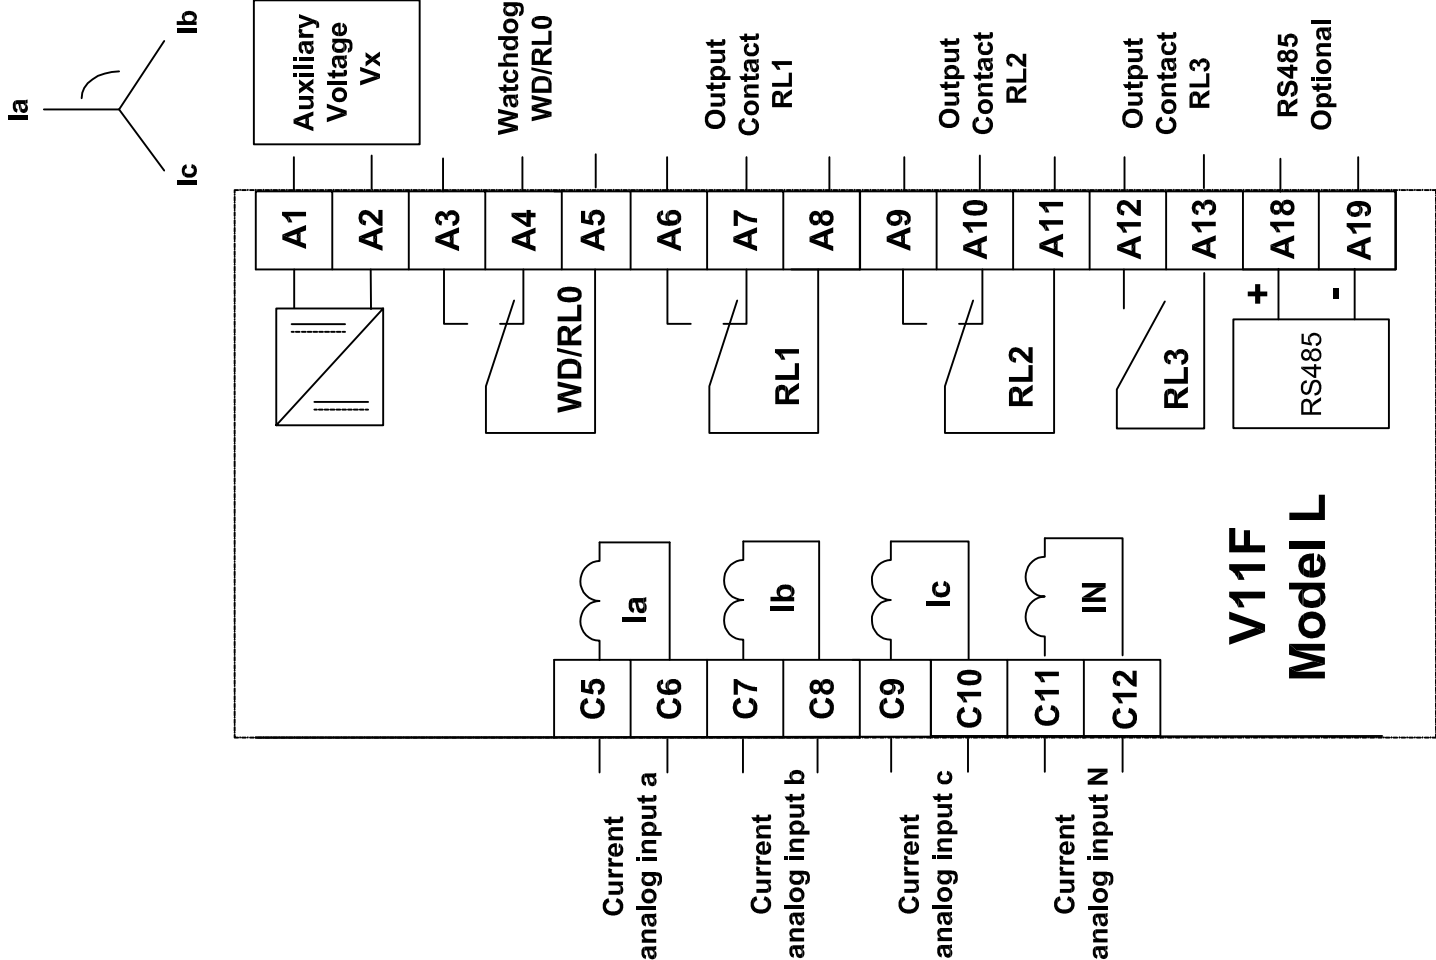 Ia
Ib
Ic
Auxiliary
Voltage
Vx
Watchdog
WD/RL0
Output
Contact
RL1
Output
Contact
RL2
Output
Contact
RL3
RS485
Optional
A1
A2
A3
A4
A5
A6
A7
A8
A9
A10
A11
A12
A13
A18
A19
WD/RL0
RL1
RL2
RL3
+
-
RS485
Ia
Ib
Ic
IN
V11F
Model L
C5
C6
C7
C8
C9
C10
C11
C12
Current
analog input a
Current
analog input b
Current
analog input c
Current
analog input N